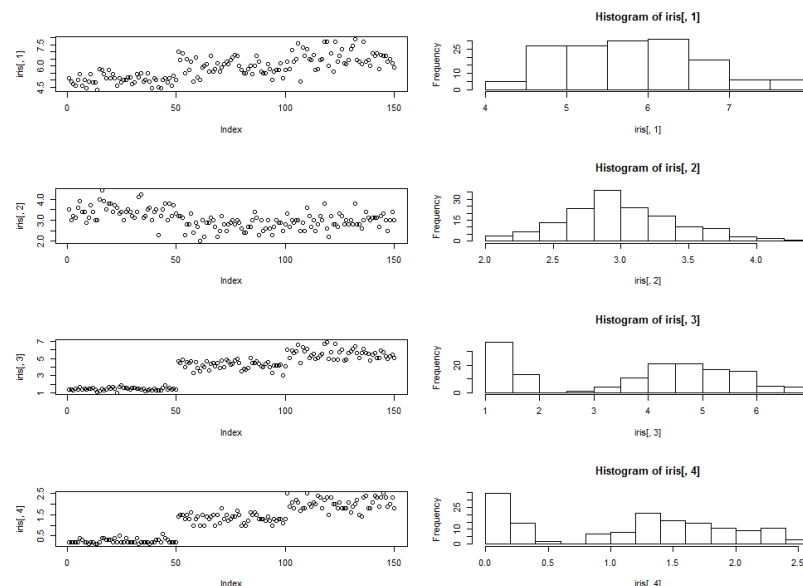 Histogram of iris[, 1]
iris[, 1]
4.5 6.0 7.5
0 50 100 150
Index
Frequency
0 10 25
4 5 6 7
iris[, 1]
Histogram of iris[, 2]
iris[, 2]
2.0 3.0 4.0
0 50 100 150
Index
Frequency
0 15 30
2.0 2.5 3.0 3.5 4.0
iris[, 2]
Histogram of iris[, 3]
iris[, 3]
1 3 5 7
0 50 100 150
Index
Frequency
0 20
1 2 3 4 5 6
iris[, 3]
Histogram of iris[, 4]
iris[, 4]
0.5 1.5 2.5
0 50 100 150
Index
Frequency
0 10 25
0.0 0.5 1.0 1.5 2.0 2.5
iris[, 4]